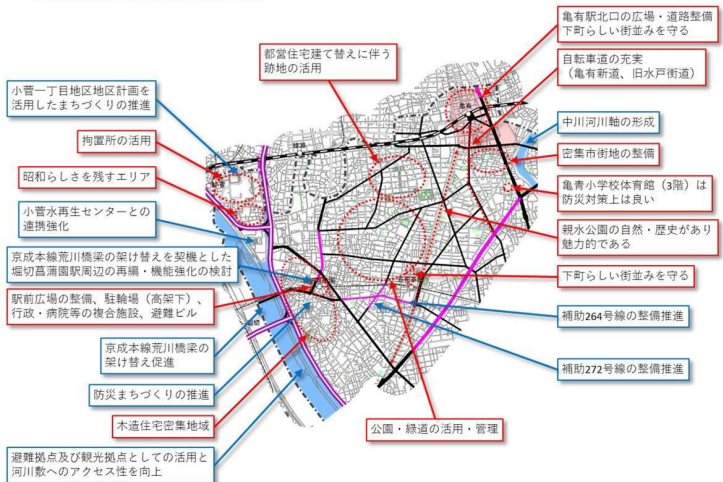 亀有駅北口の広場・道路整備
下町らしい街並みを守る
都営住宅建て替えに伴う
跡地の活用
自転車道の充実
（亀有新道、旧水戸街道）
小菅一丁目地区地区計画を
活用したまちづくりの推進
中川河川軸の形成
拘置所の活用
密集市街地の整備
昭和らしさを残すエリア
亀青小学校体育館（3階）は
防災対策上は良い
小菅水再生センターとの
連携強化
親水公園の自然・歴史があり
魅力的である
京成本線荒川橋梁の架け替えを契機とした
堀切菖蒲園駅周辺の再編・機能強化の検討
下町らしい街並みを守る
駅前広場の整備、駐輪場（高架下）、
行政・病院等の複合施設、避難ビル
補助264号線の整備推進
京成本線荒川橋梁の
架け替え促進
補助272号線の整備推進
防災まちづくりの推進
木造住宅密集地域
公園・緑道の活用・管理
避難拠点及び観光拠点としての活用と
河川敷へのアクセス性を向上
亀有